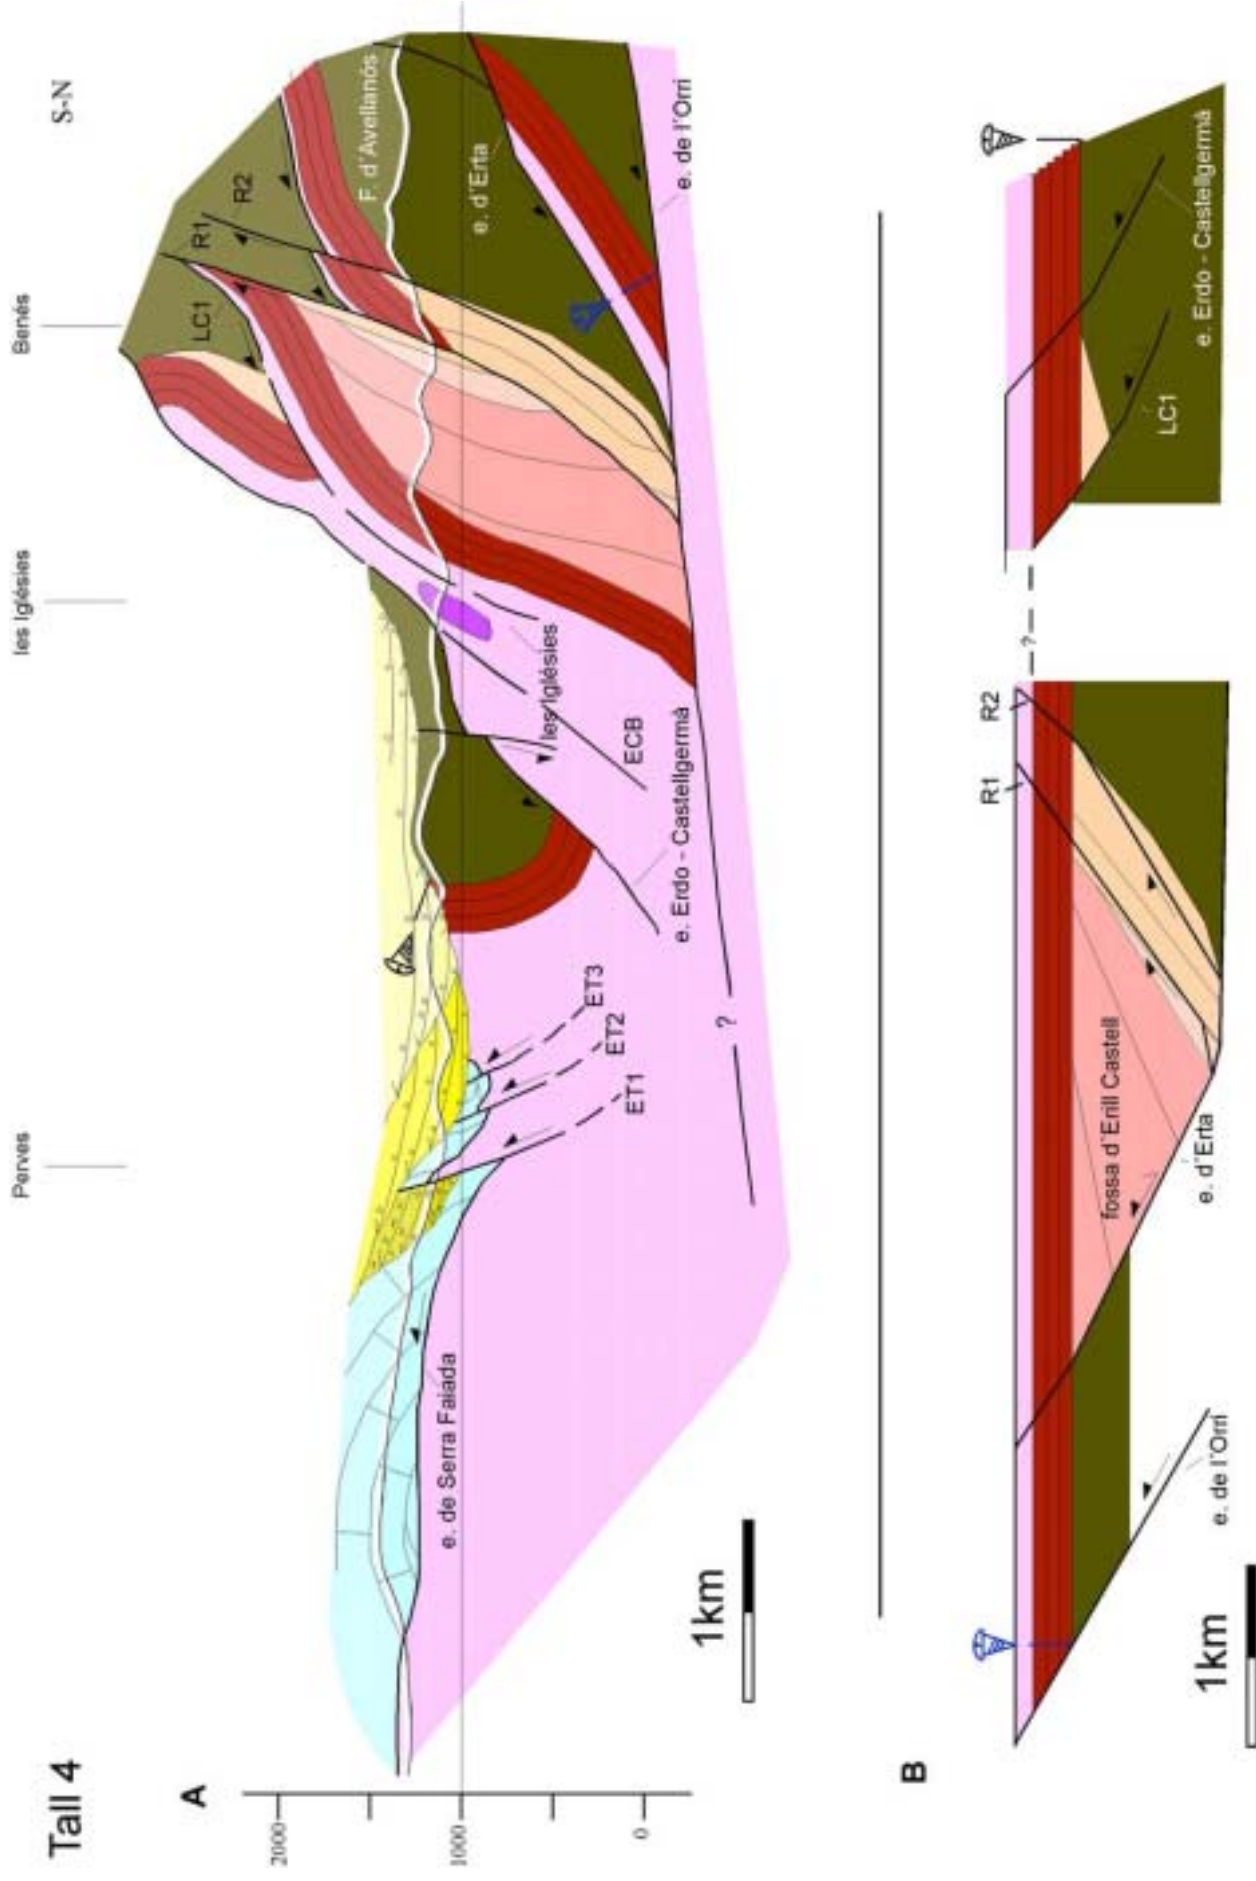 Tall 4
S-N
A
Perves
les Iglésies
Benés
2000
1000
0
LC1
R1
R2
F. d´Avellanós
e. d´Erta
e. de l´Orri
les Iglésies
ECB
e. Erdo - Castellgermà
ET3
ET2
ET1
?
e. de Serra Faiada
1km
B
R1
R2
?
fossa d´Erill Castell
e. d´Erta
e. de l´Orri
LC1
e. Erdo - Castellgermà
1km